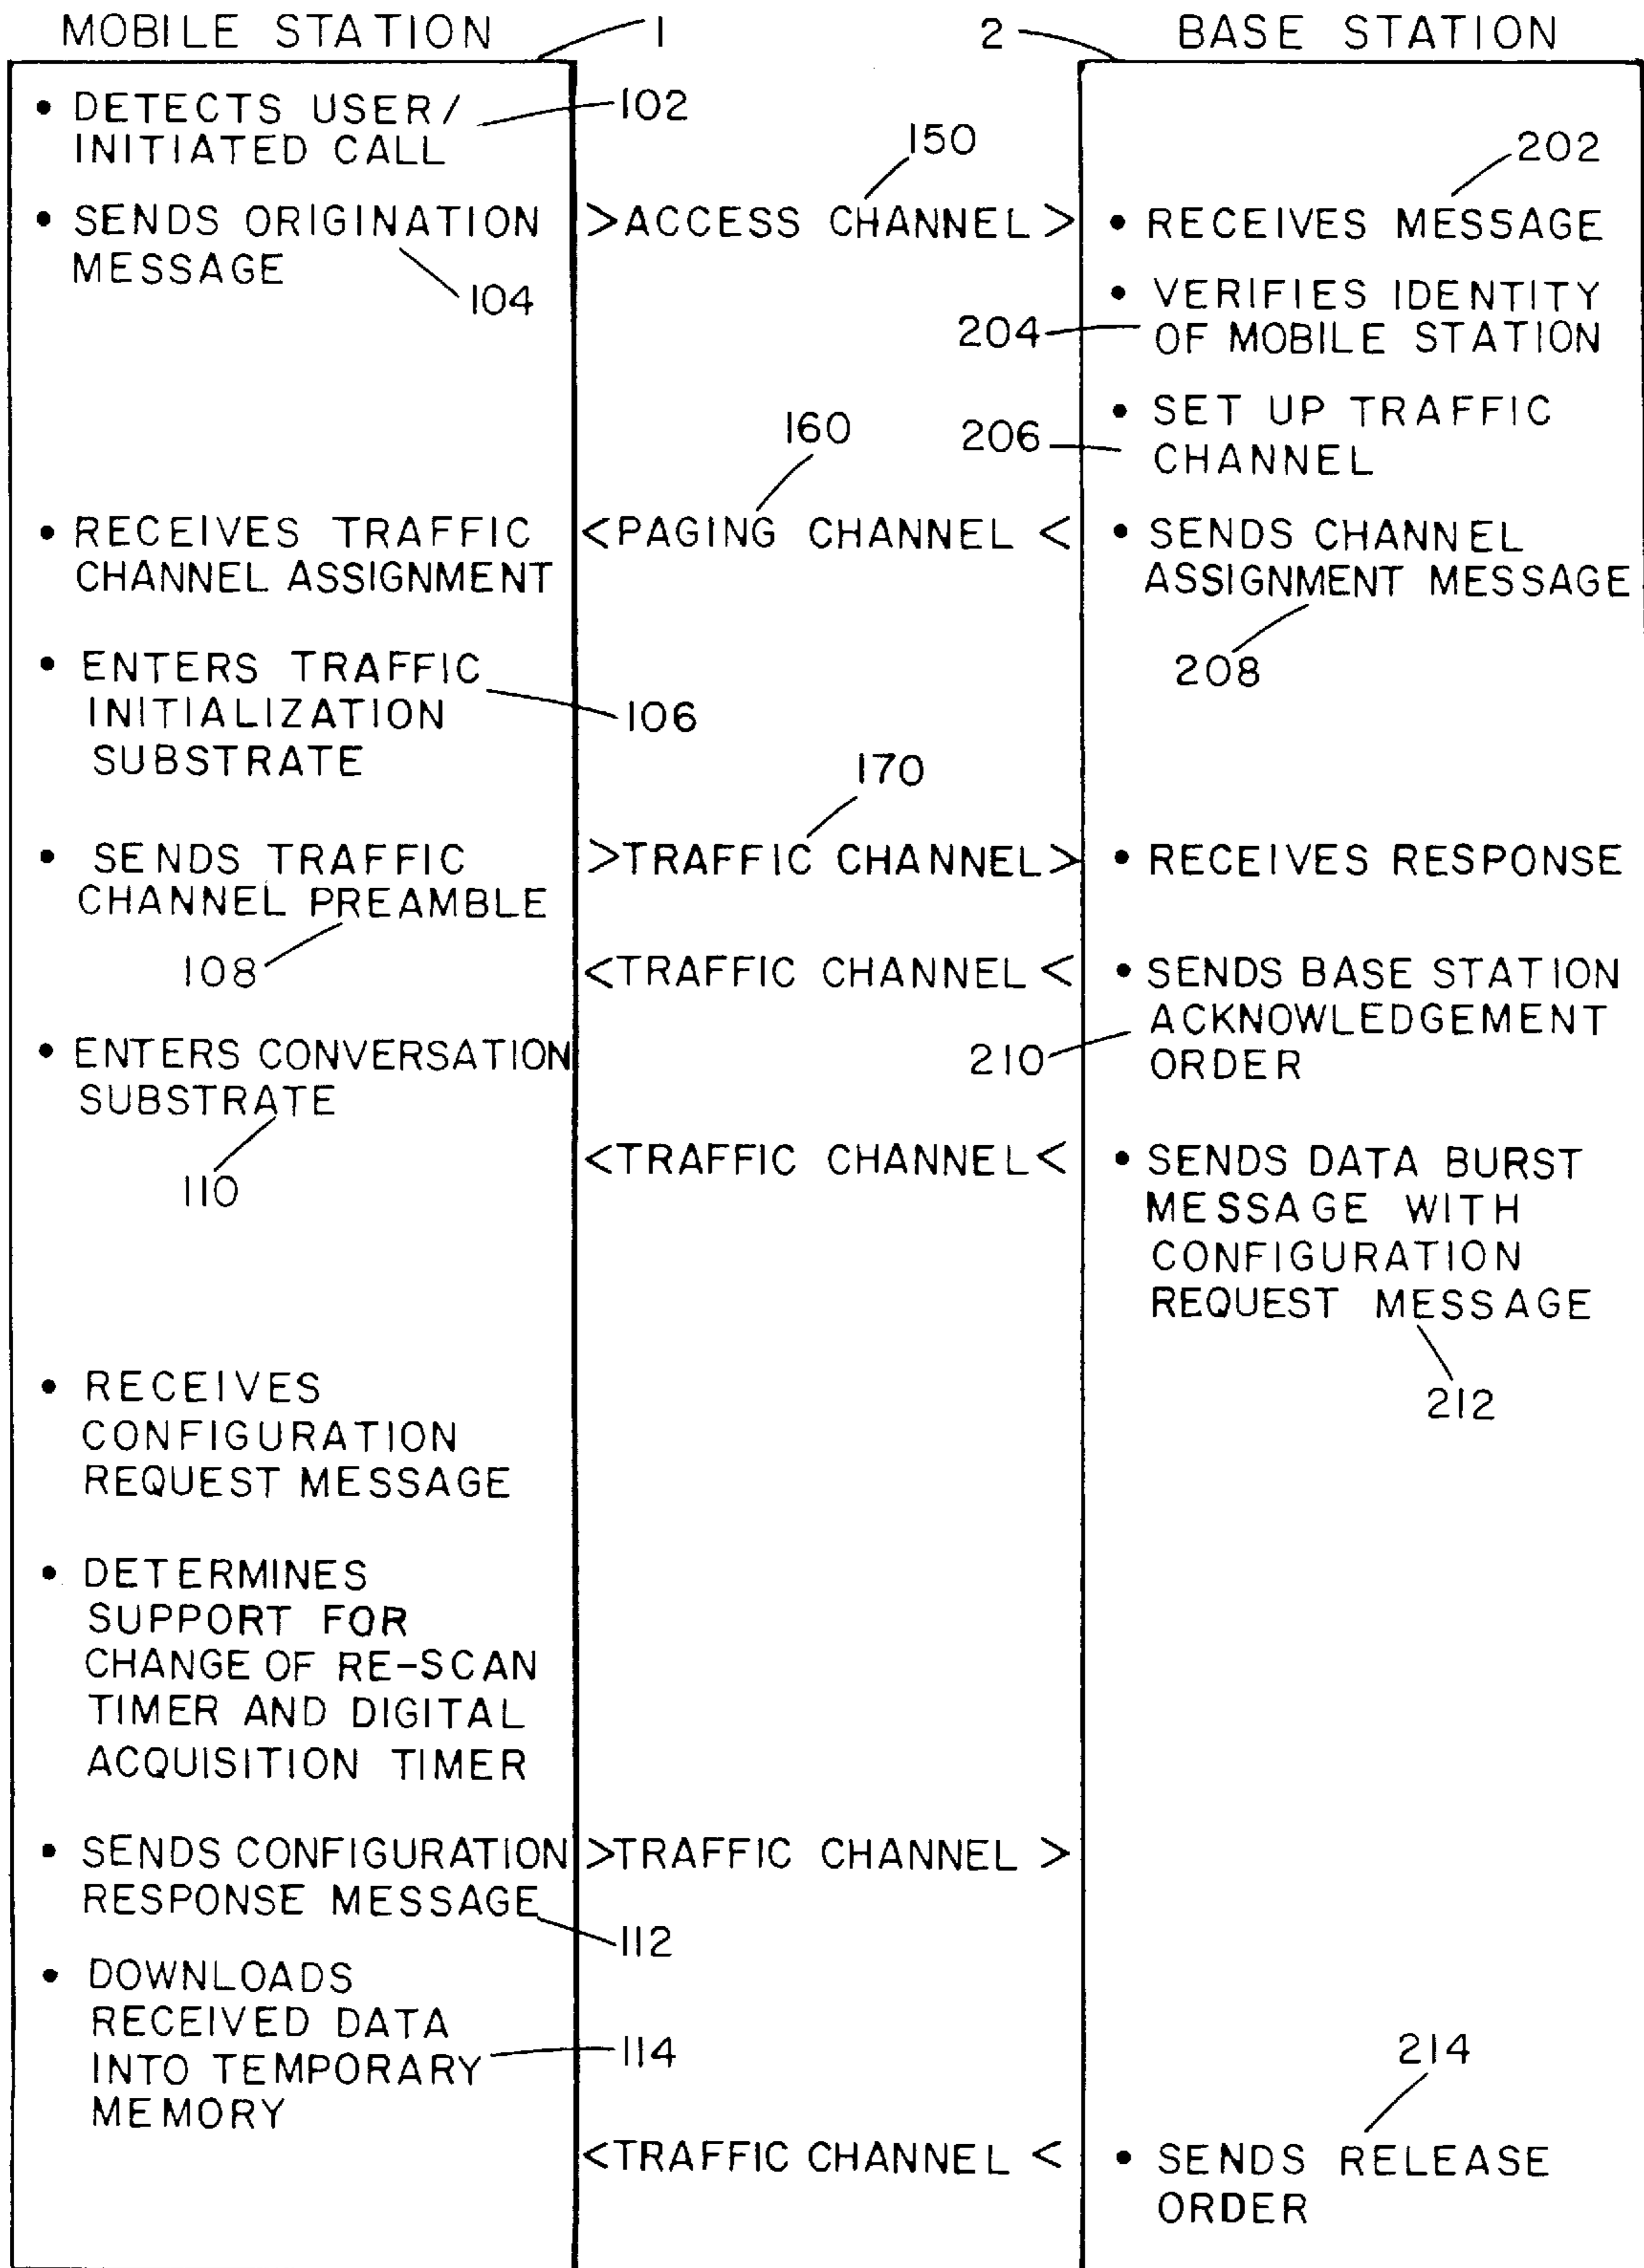 MOBILE STATION 1 2 BASE STATION
• DETECTS USER/
INITIATED CALL
102
150
202
• SENDS ORIGINATION
MESSAGE
104
>ACCESS CHANNEL>
• RECEIVES MESSAGE
• VERIFIES IDENTITY
OF MOBILE STATION
204
• SET UP TRAFFIC
CHANNEL
206
160
• RECEIVES TRAFFIC
CHANNEL ASSIGNMENT
<PAGING CHANNEL <
• SENDS CHANNEL
ASSIGNMENT MESSAGE
208
• ENTERS TRAFFIC
INITIALIZATION
SUBSTRATE
106
170
• SENDS TRAFFIC
CHANNEL PREAMBLE
108
>TRAFFIC CHANNEL>
• RECEIVES RESPONSE
<TRAFFIC CHANNEL <
• SENDS BASE STATION
ACKNOWLEDGEMENT
ORDER
210
• ENTERS CONVERSATION
SUBSTRATE
110
<TRAFFIC CHANNEL<
• SENDS DATA BURST
MESSAGE WITH
CONFIGURATION
REQUEST MESSAGE
212
• RECEIVES
CONFIGURATION
REQUEST MESSAGE
• DETERMINES
SUPPORT FOR
CHANGE OF RE-SCAN
TIMER AND DIGITAL
ACQUISITION TIMER
• SENDS CONFIGURATION
RESPONSE MESSAGE
>TRAFFIC CHANNEL >
112
• DOWNLOADS
RECEIVED DATA
INTO TEMPORARY
MEMORY
114
214
<TRAFFIC CHANNEL <
• SENDS RELEASE
ORDER